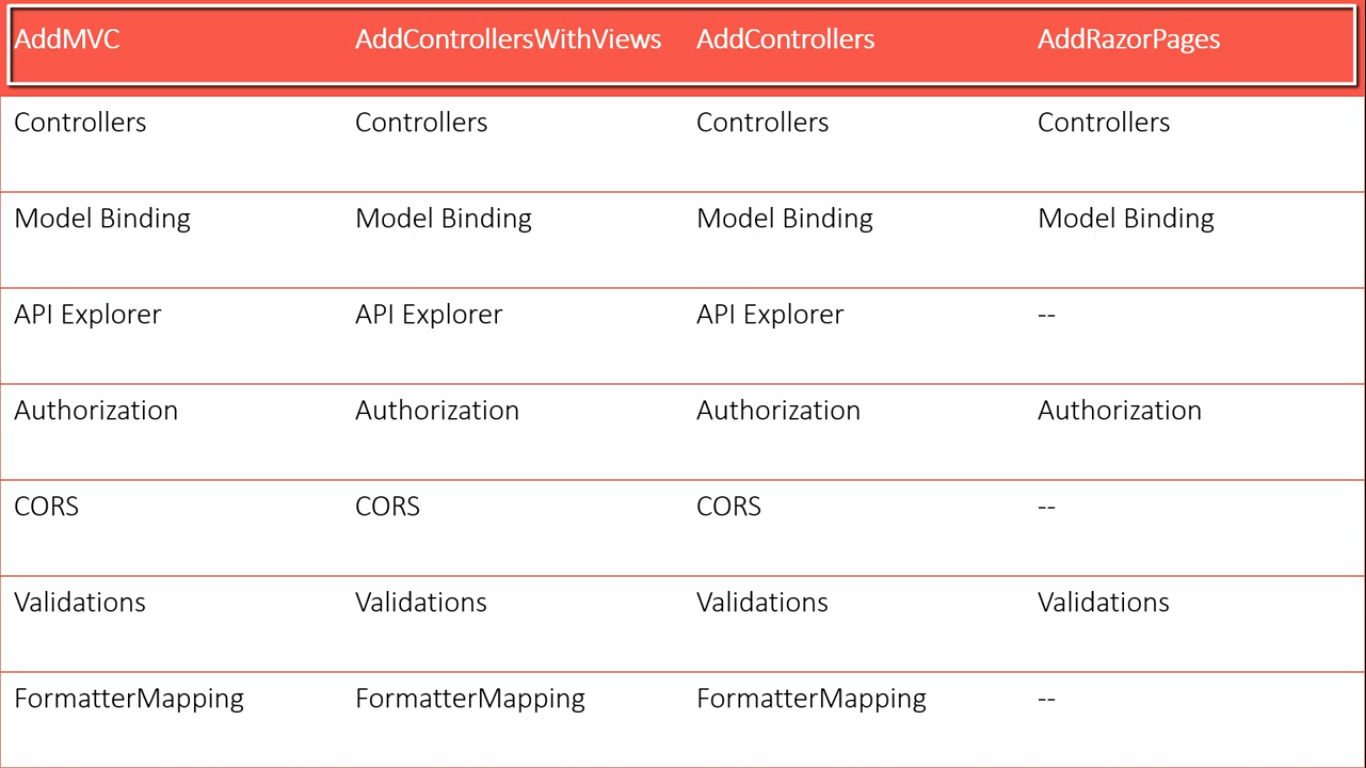 AddMVC AddControllersWithViews AddControllers AddRazorPages
Controllers Controllers Controllers Controllers
Model Binding Model Binding Model Binding Model Binding
API Explorer API Explorer API Explorer --
Authorization Authorization Authorization Authorization
CORS CORS CORS --
Validations Validations Validations Validations
FormatterMapping FormatterMapping FormatterMapping --